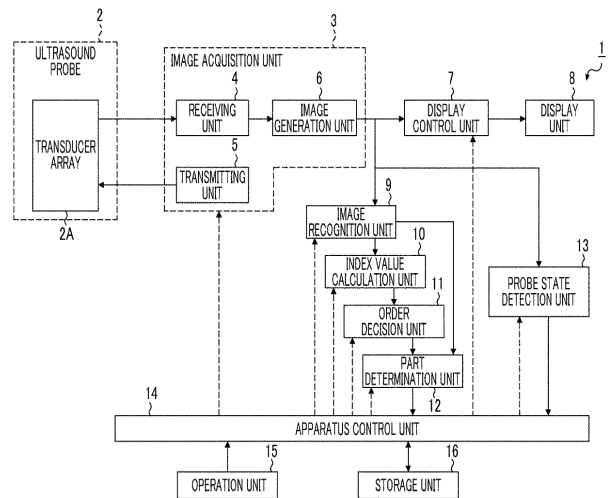 2
3
1
ULTRASOUND
PROBE
IMAGE ACQUISITION UNIT
4
6
7
8
RECEIVING
UNIT
IMAGE
GENERATION UNIT
DISPLAY
CONTROL UNIT
DISPLAY
UNIT
TRANSDUCER
ARRAY
5
TRANSMITTING
UNIT
2A
9
IMAGE
RECOGNITION UNIT
10
INDEX VALUE
CALCULATION UNIT
11
ORDER
DECISION UNIT
13
PROBE STATE
DETECTION UNIT
PART
DETERMINATION UNIT
12
14
APPARATUS CONTROL UNIT
15
OPERATION UNIT
16
STORAGE UNIT